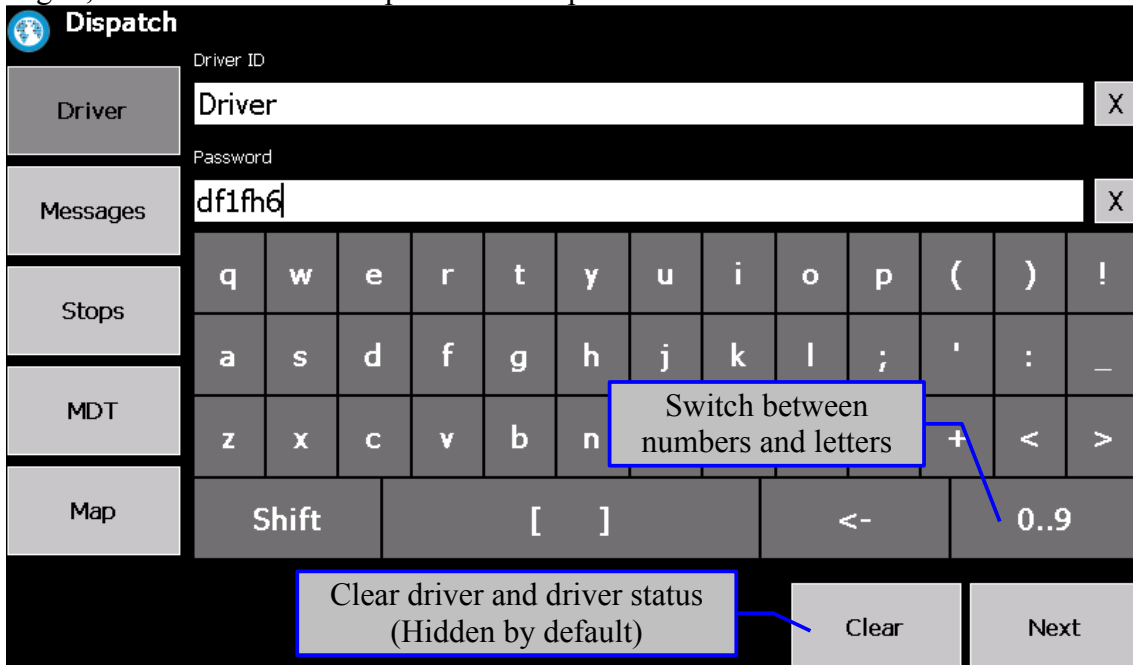 Dispatch
Driver ID
Driver
Driver X
Password
Messages
df1fh6 X
q w e r t y u i o p ( ) !
Stops
a s d f g h j k l ; ' : _
MDT
Switch between
numbers and letters
z x c v b n + < >
Map
Shift [ ] <- 0..9
Clear driver and driver status
(Hidden by default)
Clear Next